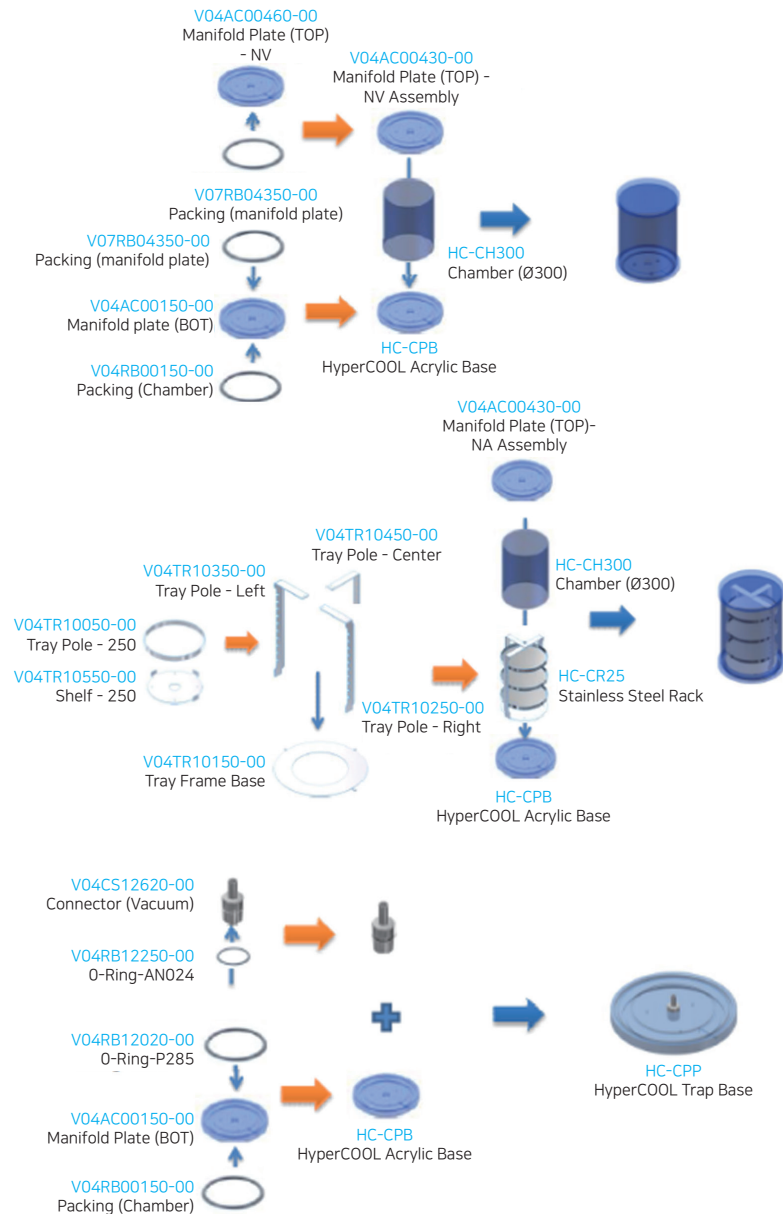 V04AC00460-00
Manifold Plate (TOP)
- NV
V04AC00430-00
Manifold Plate (TOP) -
NV Assembly
V07RB04350-00
Packing (manifold plate)
V07RB04350-00
Packing (manifold plate)
HC-CH300
Chamber (Ø300)
V04AC00150-00
Manifold plate (BOT)
HC-CPB
HyperCOOL Acrylic Base
V04RB00150-00
Packing (Chamber)
V04AC00430-00
Manifold Plate (TOP)-
NA Assembly
V04TR10450-00
Tray Pole - Center
V04TR10350-00
Tray Pole - Left
HC-CH300
Chamber (Ø300)
V04TR10050-00
Tray Pole - 250
V04TR10550-00
Shelf - 250
HC-CR25
Stainless Steel Rack
V04TR10250-00
Tray Pole - Right
V04TR10150-00
Tray Frame Base
HC-CPB
HyperCOOL Acrylic Base
V04CS12620-00
Connector (Vacuum)
V04RB12250-00
0-Ring-AN024
V04RB12020-00
0-Ring-P285
HC-CPP
HyperCOOL Trap Base
V04AC00150-00
Manifold Plate (BOT)
HC-CPB
HyperCOOL Acrylic Base
V04RB00150-00
Packing (Chamber)